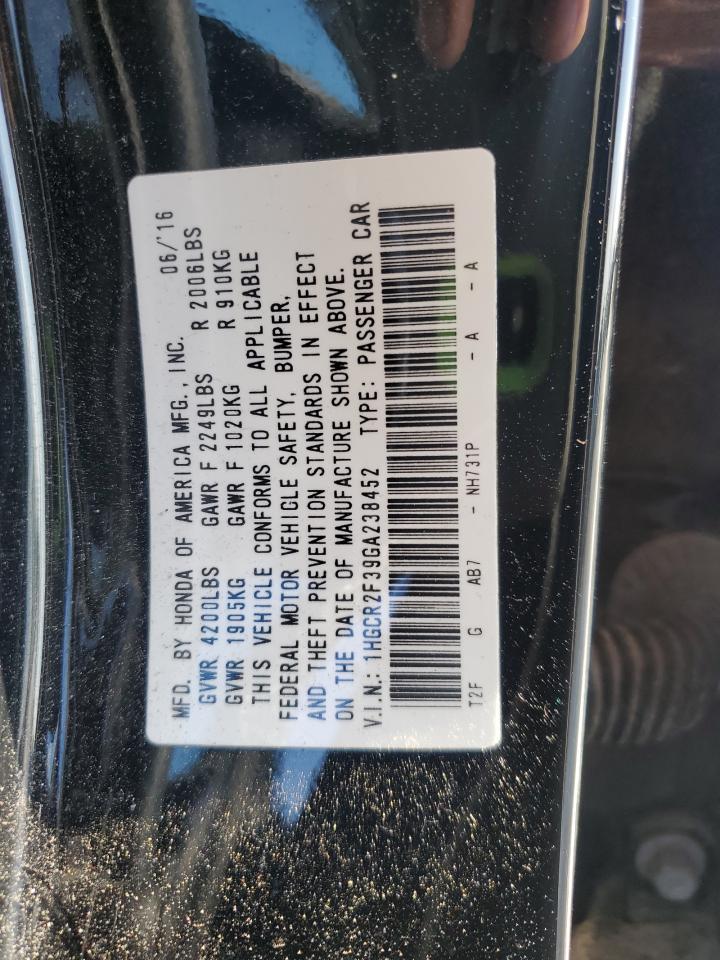 MFD. BY HONDA OF AMERICA MFG., INC. 06/'16
GVWR 4200LBS GAWR F 2249LBS R 2006LBS
GVWR 1905KG GAWR F 1020KG R 910KG
THIS VEHICLE CONFORMS TO ALL APPLICABLE
FEDERAL MOTOR VEHICLE SAFETY, BUMPER,
AND THEFT PREVENTION STANDARDS IN EFFECT
ON THE DATE OF MANUFACTURE SHOWN ABOVE.
V.I.N.: 1HGCR2F39GA238452 TYPE: PASSENGER CAR
T2F G AB7 - NH731P - A - A